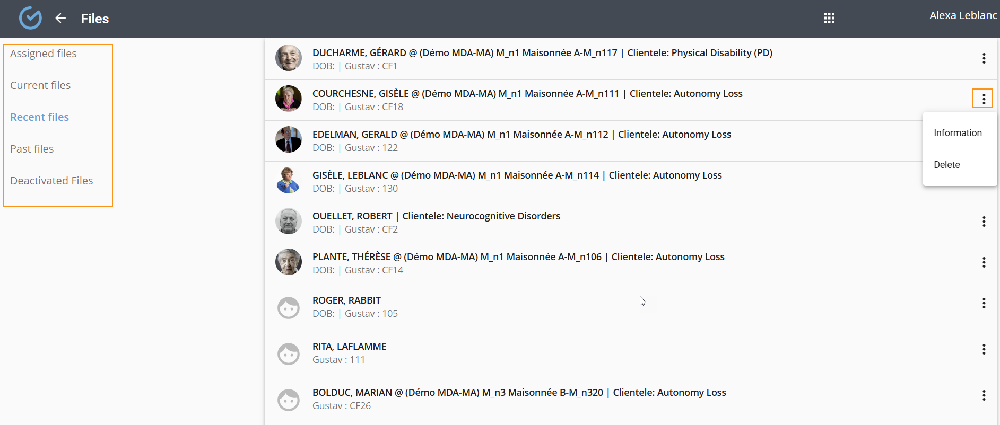 Files
Alexa Leblanc
Assigned files
Current files
Recent files
Past files
Deactivated Files
DUCHARME, GÉRARD @ (Démo MDA-MA) M_n1 Maisonnée A-M_n117 | Clientele: Physical Disability (PD)
DOB: | Gustav : CF1
COURCHESNE, GISÈLE @ (Démo MDA-MA) M_n1 Maisonnée A-M_n111 | Clientele: Autonomy Loss
DOB: | Gustav : CF18
Information
Delete
EDELMAN, GERALD @ (Démo MDA-MA) M_n1 Maisonnée A-M_n112 | Clientele: Autonomy Loss
DOB: | Gustav : 122
GISÈLE, LEBLANC @ (Démo MDA-MA) M_n1 Maisonnée A-M_n114 | Clientele: Autonomy Loss
DOB: | Gustav : 130
OUELLET, ROBERT | Clientele: Neurocognitive Disorders
DOB: | Gustav : CF2
PLANTE, THÉRÈSE @ (Démo MDA-MA) M_n1 Maisonnée A-M_n106 | Clientele: Autonomy Loss
DOB: | Gustav : CF14
ROGER, RABBIT
DOB: | Gustav : 105
RITA, LAFLAMME
Gustav : 111
BOLDUC, MARIAN @ (Démo MDA-MA) M_n3 Maisonnée B-M_n320 | Clientele: Autonomy Loss
Gustav : CF26